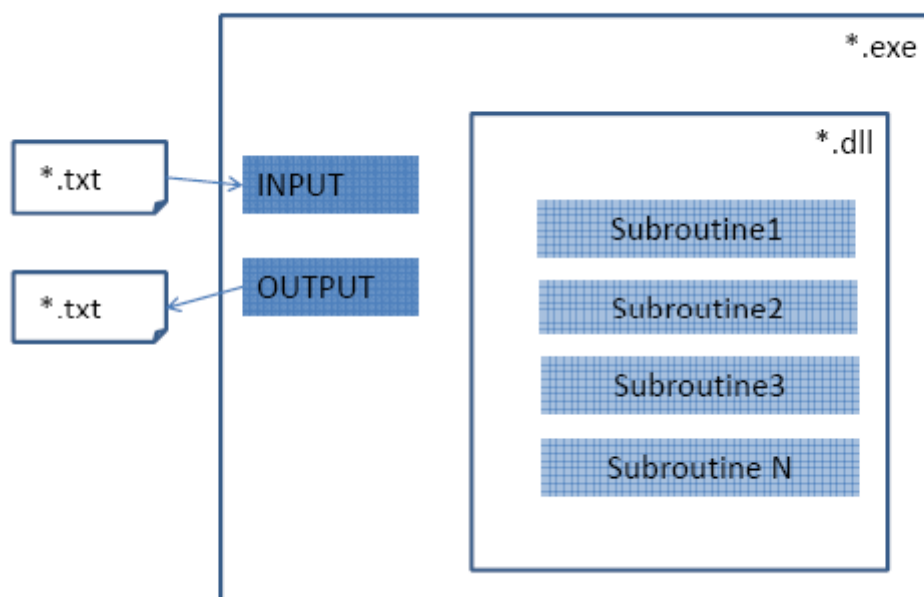 *.exe
*.dll
*.txt
INPUT
*.txt
OUTPUT
Subroutine1
Subroutine2
Subroutine3
Subroutine N